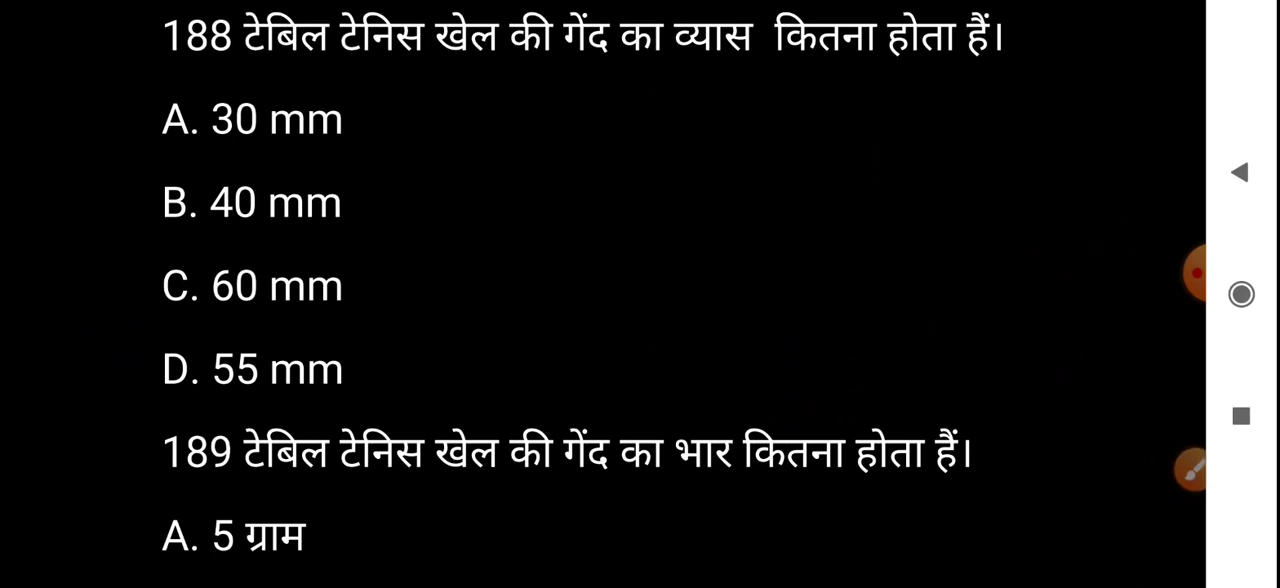 188 टेबिल टेनिस खेल की गेंद का व्यास कितना होता हैं।
A. 30 mm
B. 40 mm
C. 60 mm
D. 55 mm
189 टेबिल टेनिस खेल की गेंद का भार कितना होता हैं।
A. 5 ग्राम